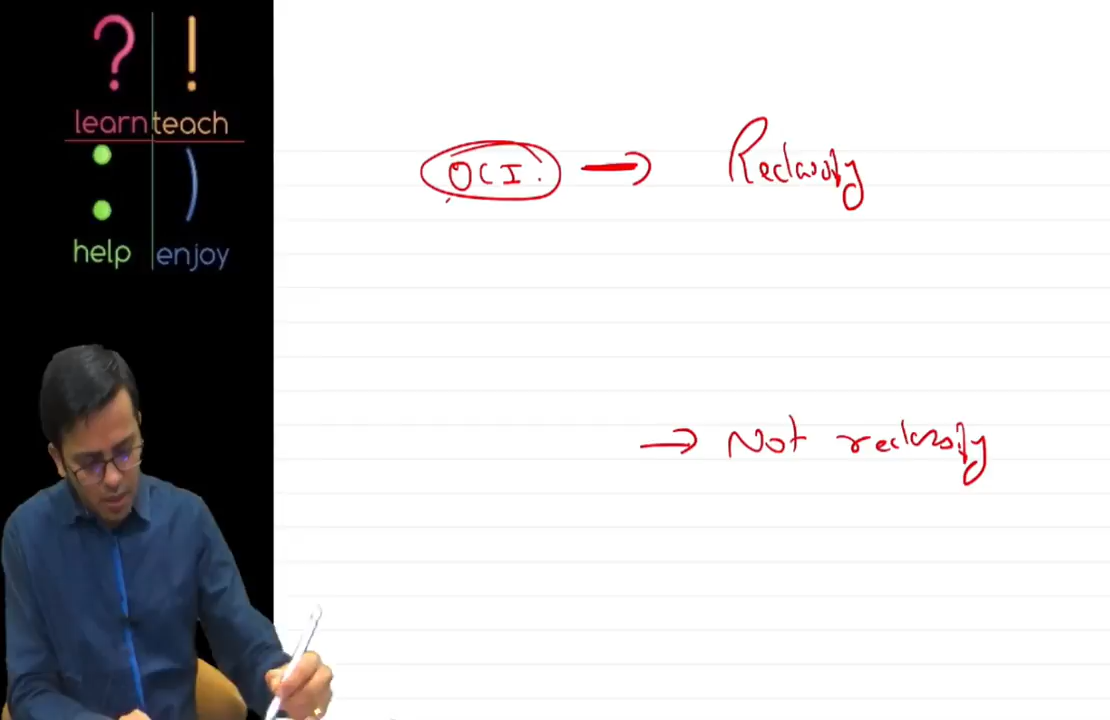 ? !
learn teach
: )
help enjoy
OCI. → Reclassify
→ Not reclassify